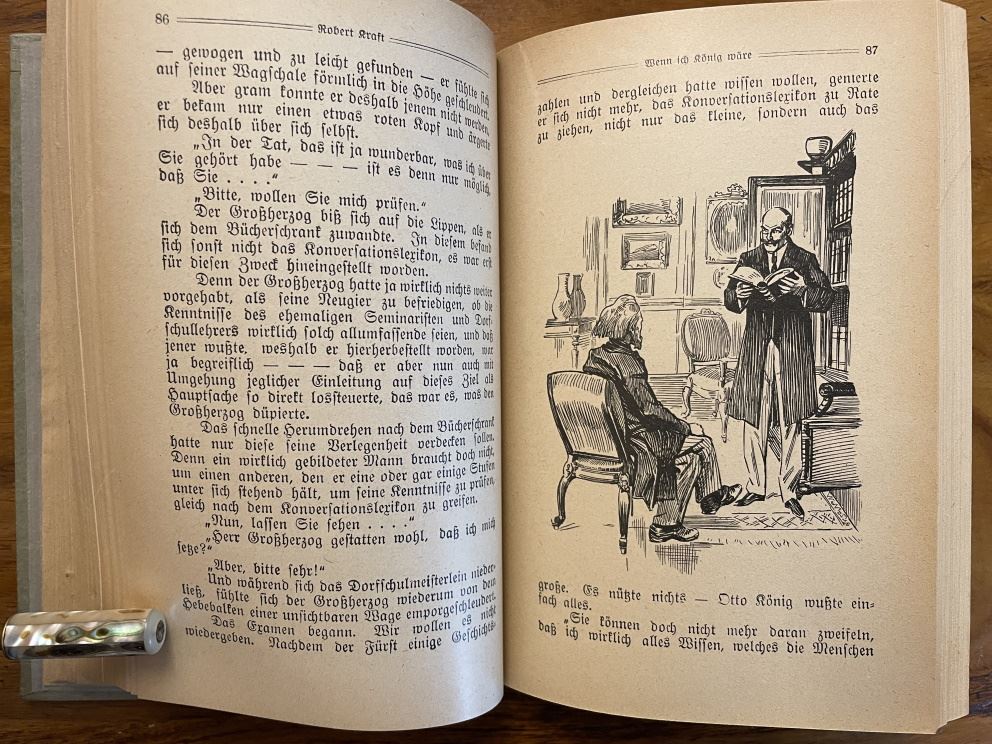 86
Robert Kraft
— gewogen und zu leicht gefunden — er fühlte sich
auf seiner Wagschale förmlich in die Höhe geschleudert.
Aber gram konnte er deshalb jenem nicht werden,
er bekam nur einen etwas roten Kopf und ärgerte
sich deshalb über sich selbst.
„In der Tat, das ist ja wunderbar, was ich über
Sie gehört habe — — — ist es denn nur möglich,
daß Sie . . . .“
„Bitte, wollen Sie mich prüfen.“
Der Großherzog biß sich auf die Lippen, als er
sich dem Bücherschrank zuwandte. In diesem befand
sich sonst nicht das Konversationslexikon, es war erst
für diesen Zweck hineingestellt worden.
Denn der Großherzog hatte ja wirklich nichts weiter
vorgehabt, als seine Neugier zu befriedigen, ob die
Kenntnisse des ehemaligen Seminaristen und Dorf-
schullehrers wirklich solch allumfassende seien, und daß
jener wußte, weshalb er hierherbestellt worden, war
ja begreiflich — — — daß er aber nun auch mit
Umgehung jeglicher Einleitung auf dieses Ziel als
Hauptsache so direkt lossteuerte, das war es, was den
Großherzog düpierte.
Das schnelle Herumdrehen nach dem Bücherschrank
hatte nur diese seine Verlegenheit verdecken sollen.
Denn ein wirklich gebildeter Mann braucht doch nicht,
um einen anderen, den er eine oder gar einige Stufen
unter sich stehend hält, um seine Kenntnisse zu prüfen,
gleich nach dem Konversationslexikon zu greifen.
„Nun, lassen Sie sehen . . . .“
„Herr Großherzog gestatten wohl, daß ich mich
setze?“
„Aber, bitte sehr!“
Und während sich das Dorfschulmeisterlein nieder-
ließ, fühlte sich der Großherzog wiederum von dem
Hebebalken einer unsichtbaren Wage emporgeschleudert.
Das Examen begann. Wir wollen es nicht
wiedergeben. Nachdem der Fürst einige Geschichts-
Wenn ich König wäre
87
zahlen und dergleichen hatte wissen wollen, genierte
er sich nicht mehr, das Konversationslexikon zu Rate
zu ziehen, nicht nur das kleine, sondern auch das
große. Es nützte nichts — Otto König wußte ein-
fach alles.
„Sie können doch nicht mehr daran zweifeln,
daß ich wirklich alles Wissen, welches die Menschen